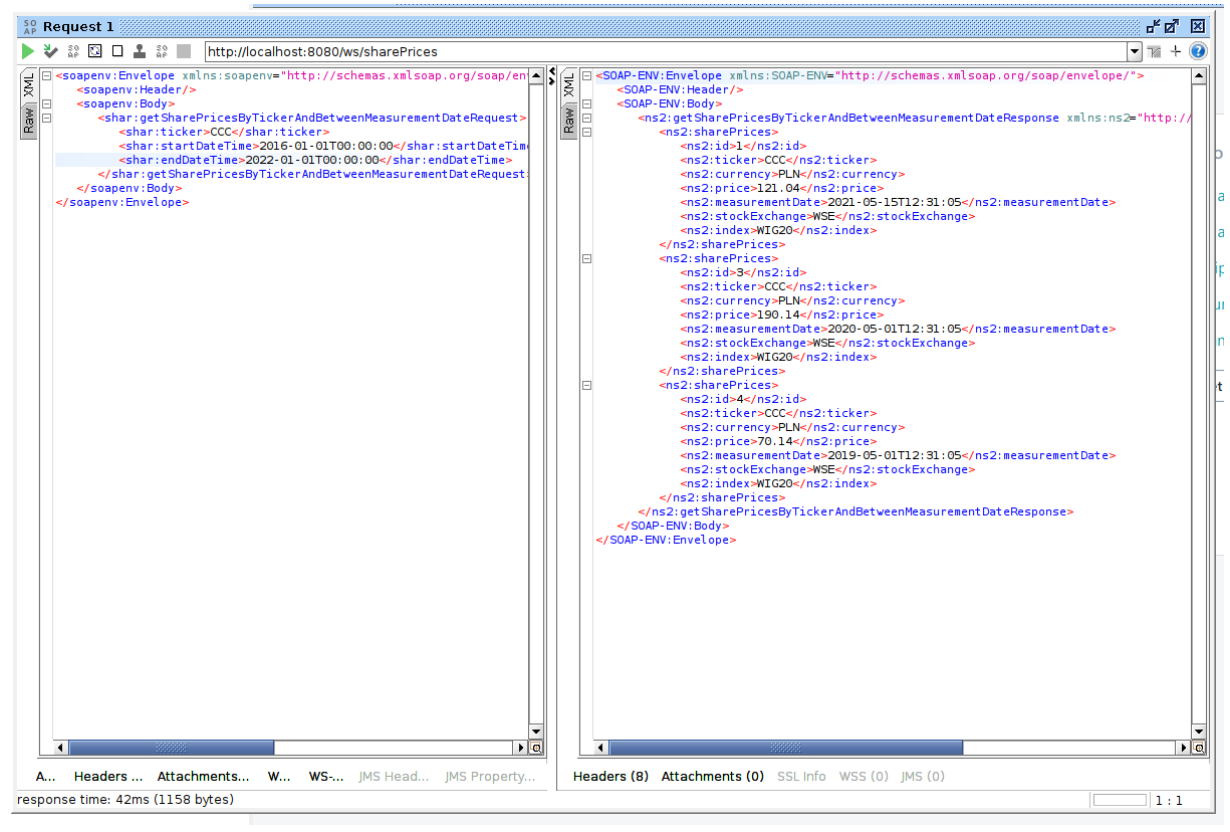 SO AP Request 1
http://localhost:8080/ws/sharePrices
XML
Raw
<soapenv:Envelope xmlns:soapenv="http://schemas.xmlsoap.org/soap/en
<soapenv:Header/>
<soapenv:Body>
<shar:getSharePricesByTickerAndBetweenMeasurementDateRequest>
<shar:ticker>CCC</shar:ticker>
<shar:startDateTime>2016-01-01T00:00:00</shar:startDateTim
<shar:endDateTime>2022-01-01T00:00:00</shar:endDateTime>
</shar:getSharePricesByTickerAndBetweenMeasurementDateRequest
</soapenv:Body>
</soapenv:Envelope>
XML
Raw
<SOAP-ENV:Envelope xmlns:SOAP-ENV="http://schemas.xmlsoap.org/soap/envelope/">
<SOAP-ENV:Header/>
<SOAP-ENV:Body>
<ns2:getSharePricesByTickerAndBetweenMeasurementDateResponse xmlns:ns2="http://
<ns2:sharePrices>
<ns2:id>1</ns2:id>
<ns2:ticker>CCC</ns2:ticker>
<ns2:currency>PLN</ns2:currency>
<ns2:price>121.04</ns2:price>
<ns2:measurementDate>2021-05-15T12:31:05</ns2:measurementDate>
<ns2:stockExchange>WSE</ns2:stockExchange>
<ns2:index>WIG20</ns2:index>
</ns2:sharePrices>
<ns2:sharePrices>
<ns2:id>3</ns2:id>
<ns2:ticker>CCC</ns2:ticker>
<ns2:currency>PLN</ns2:currency>
<ns2:price>190.14</ns2:price>
<ns2:measurementDate>2020-05-01T12:31:05</ns2:measurementDate>
<ns2:stockExchange>WSE</ns2:stockExchange>
<ns2:index>WIG20</ns2:index>
</ns2:sharePrices>
<ns2:sharePrices>
<ns2:id>4</ns2:id>
<ns2:ticker>CCC</ns2:ticker>
<ns2:currency>PLN</ns2:currency>
<ns2:price>70.14</ns2:price>
<ns2:measurementDate>2019-05-01T12:31:05</ns2:measurementDate>
<ns2:stockExchange>WSE</ns2:stockExchange>
<ns2:index>WIG20</ns2:index>
</ns2:sharePrices>
</ns2:getSharePricesByTickerAndBetweenMeasurementDateResponse>
</SOAP-ENV:Body>
</SOAP-ENV:Envelope>
A... Headers ... Attachments... W... WS-... JMS Head... JMS Property...
Headers (8) Attachments (0) SSL Info WSS (0) JMS (0)
response time: 42ms (1158 bytes)
1 : 1